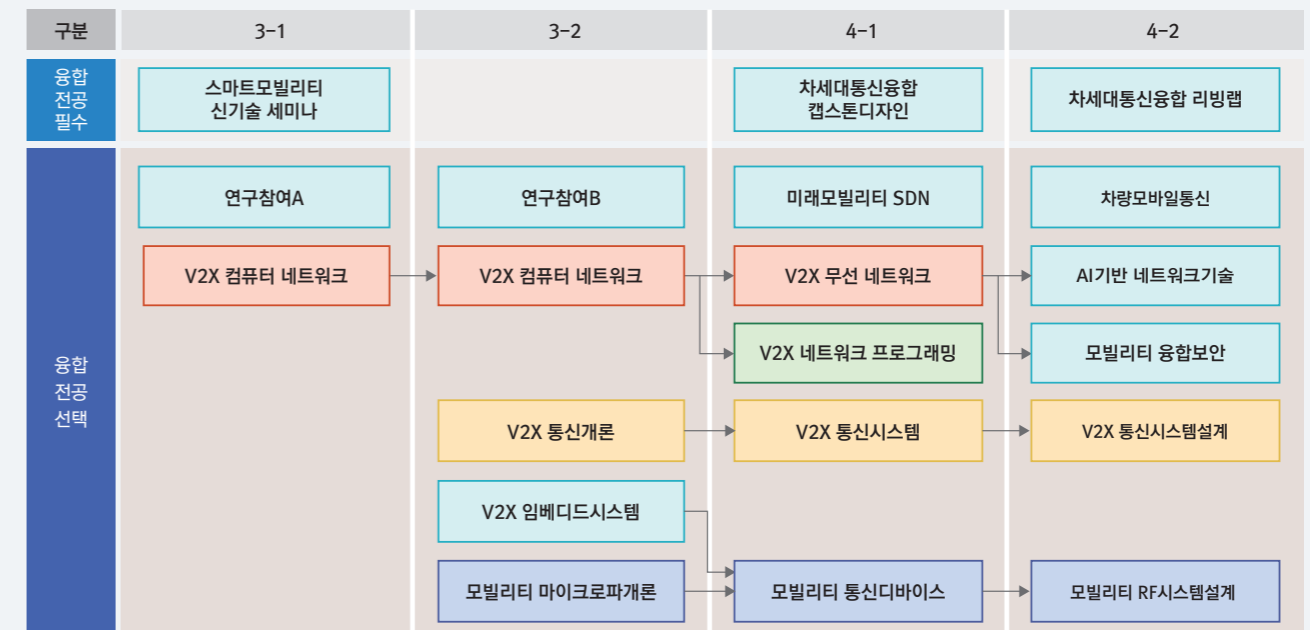 구분 3-1 3-2 4-1 4-2
융합
전공
필수
스마트모빌리티
신기술 세미나
차세대통신융합
캡스톤디자인
차세대통신융합 리빙랩
융합
전공
선택
연구참여A 연구참여B 미래모빌리티 SDN 차량모바일통신
V2X 컴퓨터 네트워크 V2X 컴퓨터 네트워크 V2X 무선 네트워크 AI기반 네트워크기술
V2X 네트워크 프로그래밍 모빌리티 융합보안
V2X 통신개론 V2X 통신시스템 V2X 통신시스템설계
V2X 임베디드시스템
모빌리티 마이크로파개론 모빌리티 통신디바이스 모빌리티 RF시스템설계